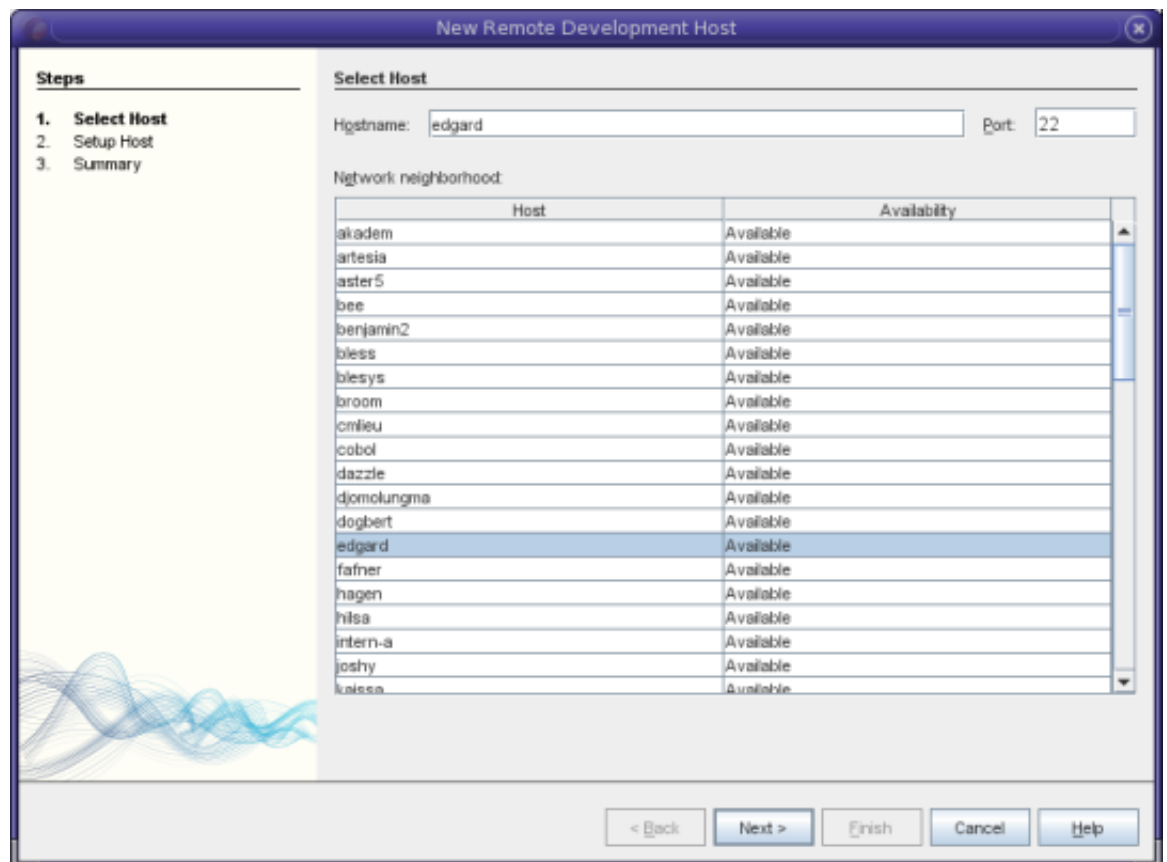 New Remote Development Host
Steps
1. Select Host
2. Setup Host
3. Summary
Select Host
Hostname: edgard Port: 22
Network neighborhood:
Host Availability
akadem Available
artesia Available
aster5 Available
bee Available
benjamin2 Available
bless Available
blesys Available
broom Available
cmlieu Available
cobol Available
dazzle Available
djomolungma Available
dogbert Available
edgard Available
fafner Available
hagen Available
hilsa Available
intern-a Available
joshy Available
kaissa Available
< Back Next > Finish Cancel Help